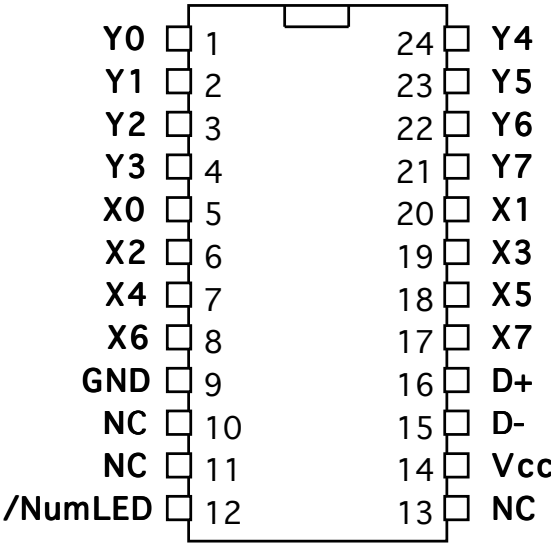 Y0 1 24 Y4
Y1 2 23 Y5
Y2 3 22 Y6
Y3 4 21 Y7
X0 5 20 X1
X2 6 19 X3
X4 7 18 X5
X6 8 17 X7
GND 9 16 D+
NC 10 15 D-
NC 11 14 Vcc
/NumLED 12 13 NC